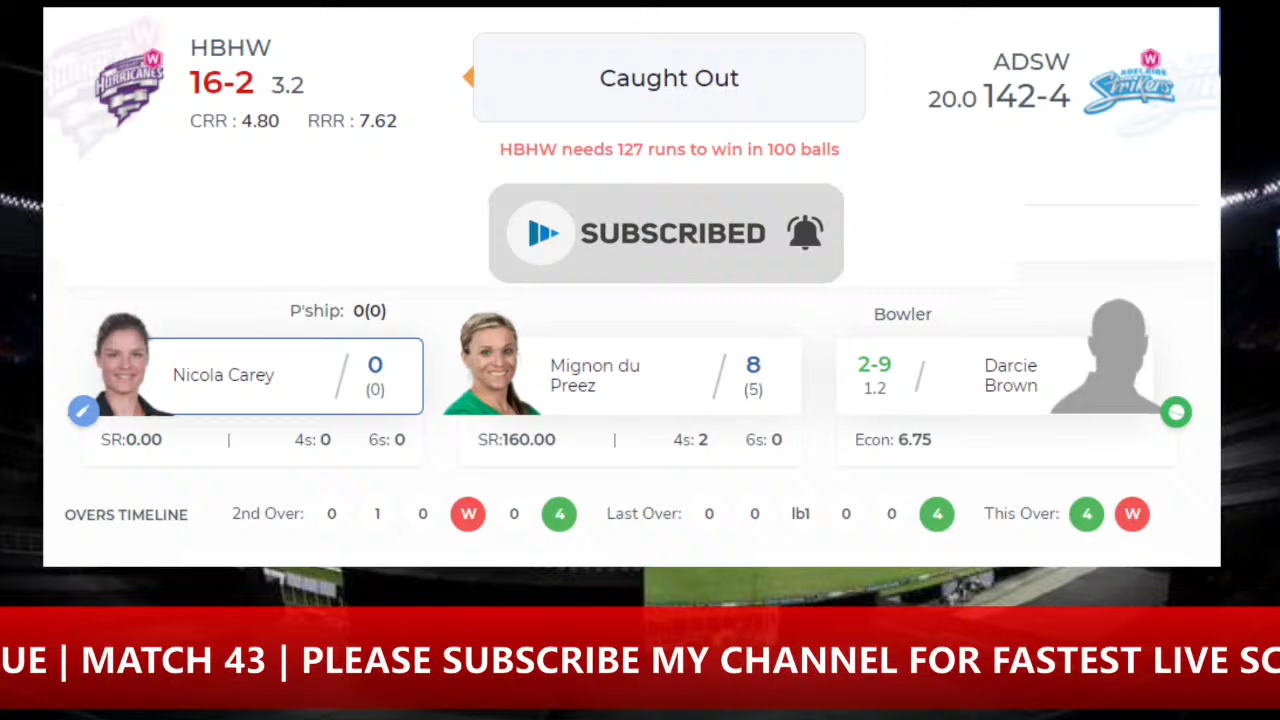 HBHW
16-2 3.2
CRR : 4.80 RRR : 7.62
Caught Out
HBHW needs 127 runs to win in 100 balls
ADSW
20.0 142-4
HURRICANES
W
ADELAIDE
Strikers
W
SUBSCRIBED
P'ship: 0(0)
Nicola Carey / 0
(0)
SR:0.00 | 4s: 0 6s: 0
Mignon du
Preez / 8
(5)
SR:160.00 | 4s: 2 6s: 0
Bowler
2-9
1.2 / Darcie
Brown
Econ: 6.75
OVERS TIMELINE 2nd Over: 0 1 0 W 0 4 Last Over: 0 0 lb1 0 0 4 This Over: 4 W
UE | MATCH 43 | PLEASE SUBSCRIBE MY CHANNEL FOR FASTEST LIVE SC